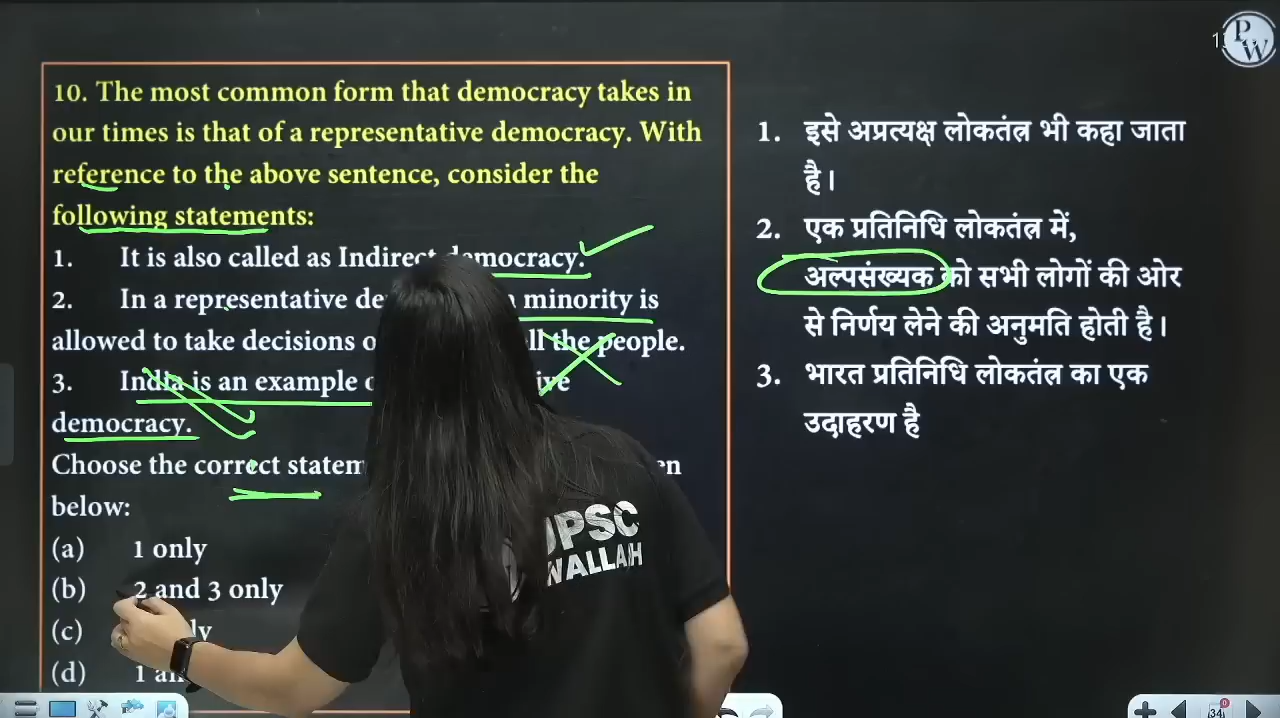 10. The most common form that democracy takes in
our times is that of a representative democracy. With
reference to the above sentence, consider the
following statements:
1. It is also called as Indirect democracy.
2. In a representative minority is
allowed to take decisions the people.
3. India is an example
democracy.
Choose the correct
below:
(a) 1 only
(b) 2 and 3 only
(c)
(d) 1
1. इसे अप्रत्यक्ष लोकतंत्र भी कहा जाता
है।
2. एक प्रतिनिधि लोकतंत्र में,
अल्पसंख्यक को सभी लोगों की ओर
से निर्णय लेने की अनुमति होती है।
3. भारत प्रतिनिधि लोकतंत्र का एक
उदाहरण है
PW
UPSC
WALLAH
34